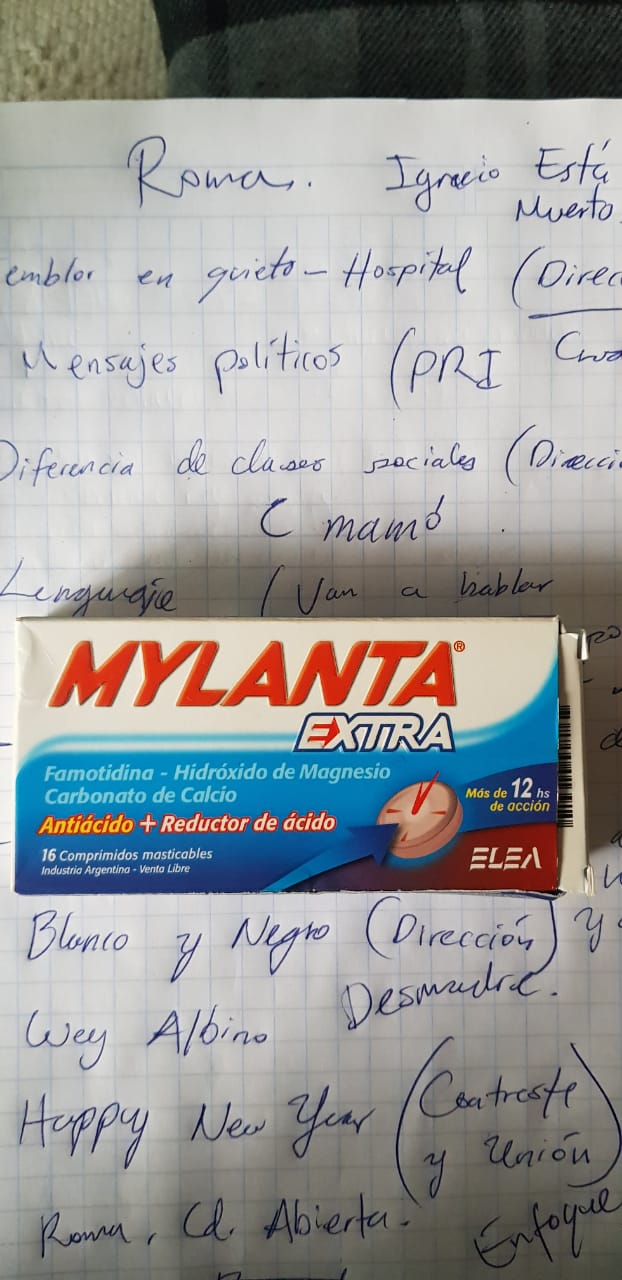 Roma. Ignacio Está
Muerto.
emblor en quieto - Hospital (Direc
Mensajes políticos (PRI
Diferencia de clases sociales (Direcci
( mamó.
Lenguaje (Van a hablar
MYLANTA®
EXTRA
Famotidina - Hidróxido de Magnesio
Carbonato de Calcio
Antiácido + Reductor de ácido
Más de 12 hs
de acción
16 Comprimidos masticables
Industria Argentina - Venta Libre
ELEA
Blanco y Negro (Dirección) y
Desmadre.
Wey Albino
Happy New Year (Contraste
y Unión)
Roma, Cd. Abierta.
Enfoque